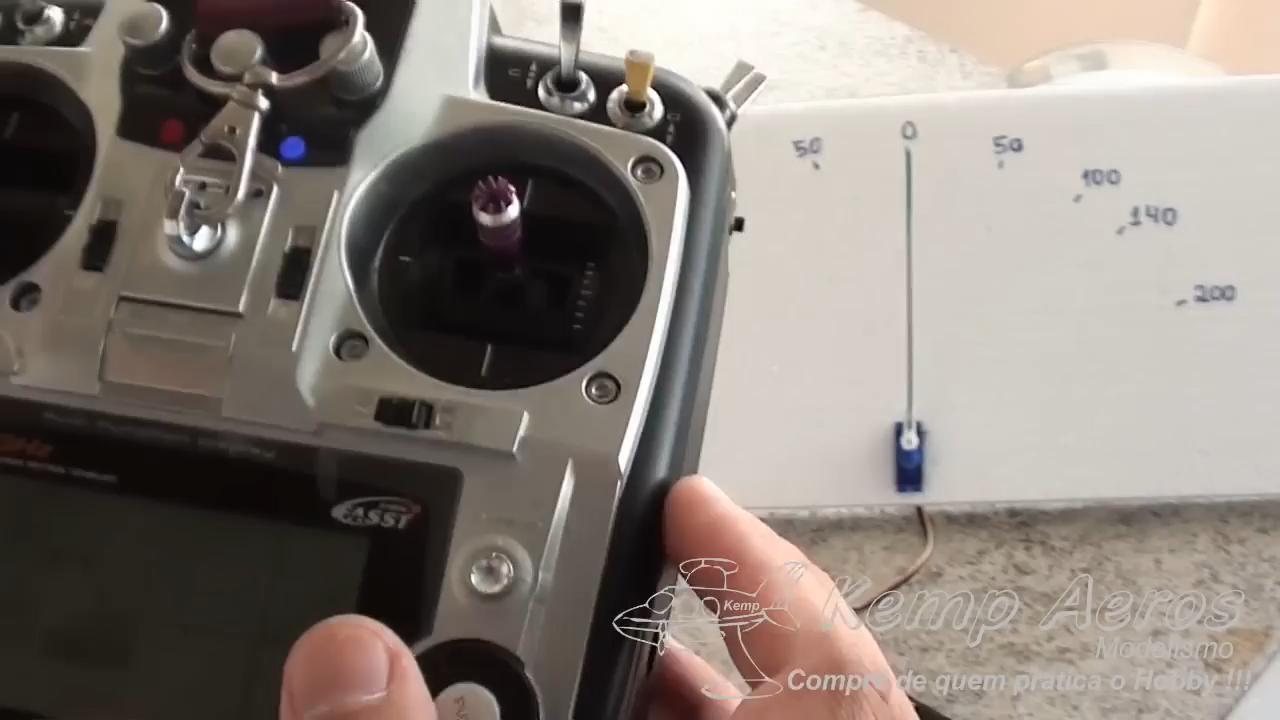 50
0
50
100
140
200
FASST
Kemp
Kemp Aeros
Modelismo
Compre de quem pratica o Hobby !!!